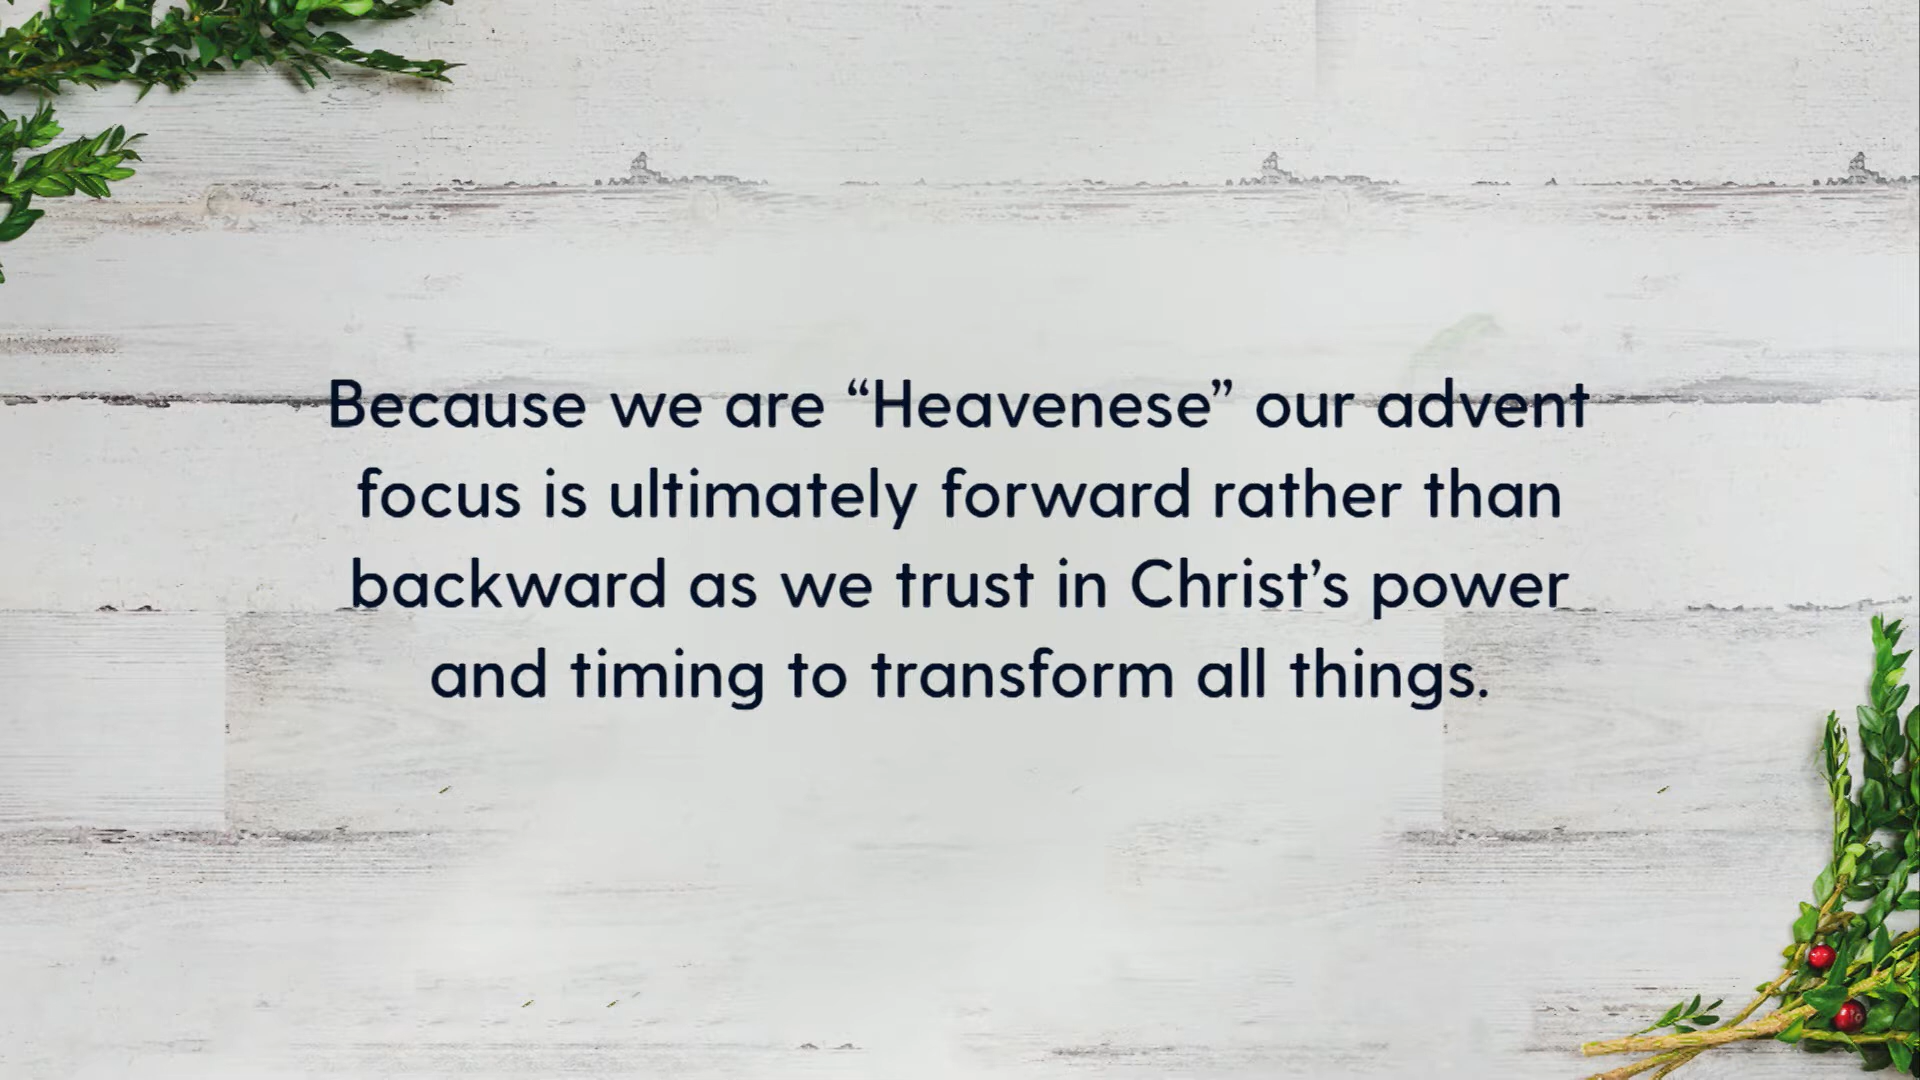 Because we are “Heavenese” our advent
focus is ultimately forward rather than
backward as we trust in Christ’s power
and timing to transform all things.